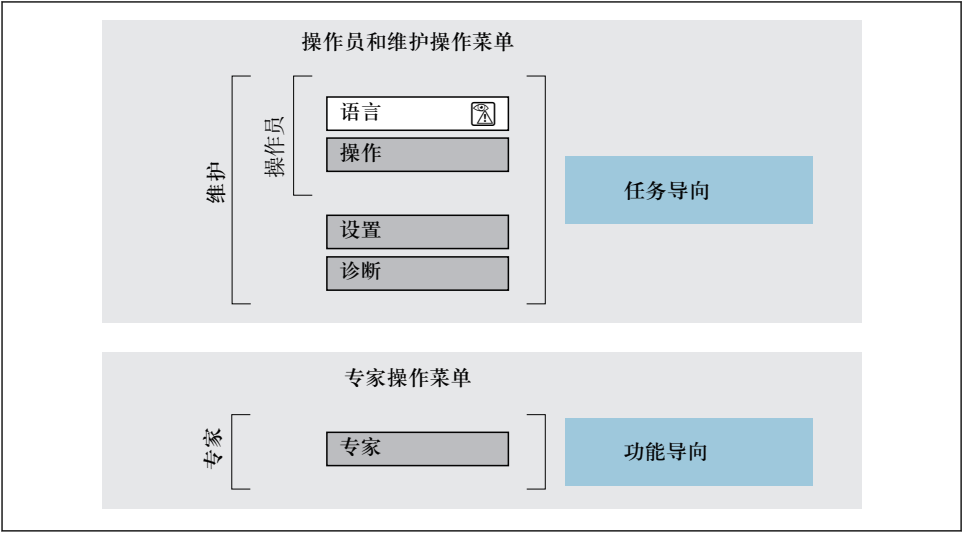 操作员和维护操作菜单
维护
操作员
语言
操作
设置
诊断
任务导向
专家操作菜单
专家
专家
功能导向